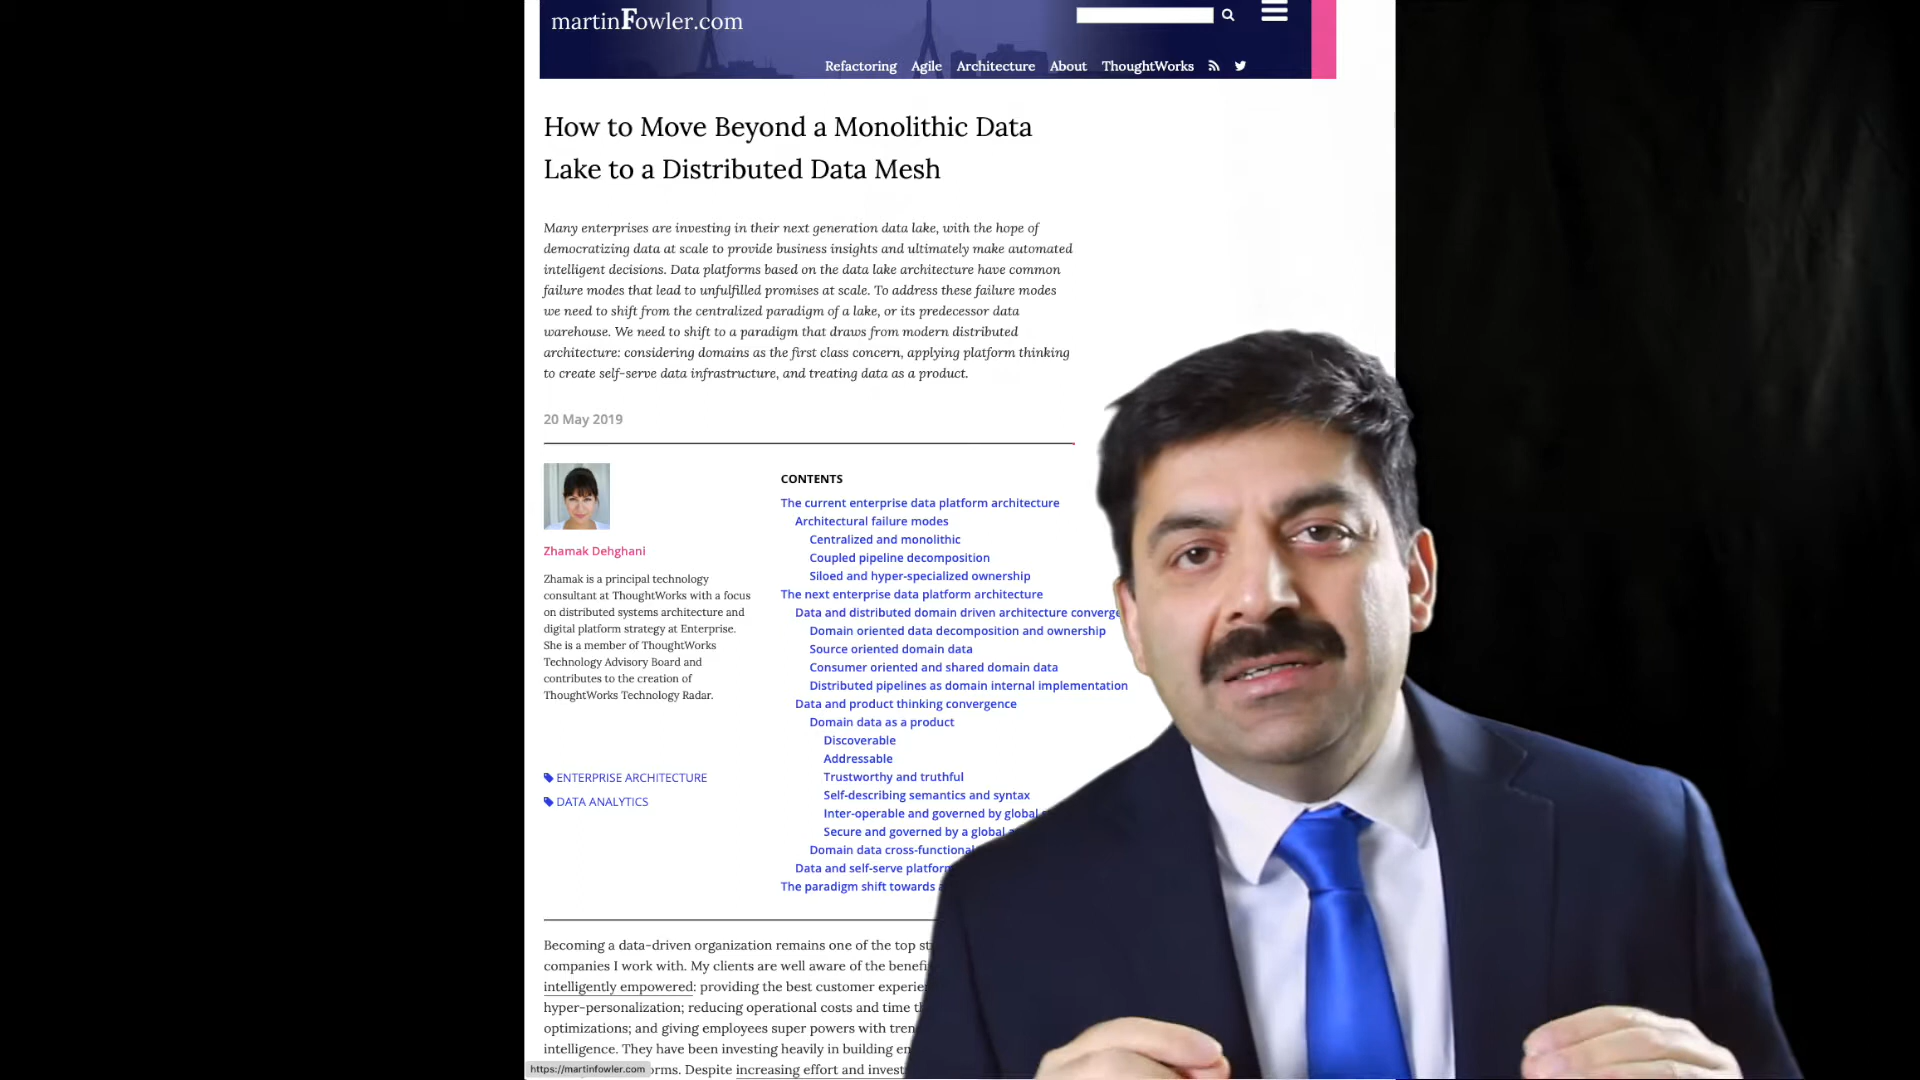 martinFowler.com
Refactoring Agile Architecture About ThoughtWorks
How to Move Beyond a Monolithic Data
Lake to a Distributed Data Mesh
Many enterprises are investing in their next generation data lake, with the hope of
democratizing data at scale to provide business insights and ultimately make automated
intelligent decisions. Data platforms based on the data lake architecture have common
failure modes that lead to unfulfilled promises at scale. To address these failure modes
we need to shift from the centralized paradigm of a lake, or its predecessor data
warehouse. We need to shift to a paradigm that draws from modern distributed
architecture: considering domains as the first class concern, applying platform thinking
to create self-serve data infrastructure, and treating data as a product.
20 May 2019
Zhamak Dehghani
Zhamak is a principal technology
consultant at ThoughtWorks with a focus
on distributed systems architecture and
digital platform strategy at Enterprise.
She is a member of ThoughtWorks
Technology Advisory Board and
contributes to the creation of
ThoughtWorks Technology Radar.
ENTERPRISE ARCHITECTURE
DATA ANALYTICS
CONTENTS
The current enterprise data platform architecture
Architectural failure modes
Centralized and monolithic
Coupled pipeline decomposition
Siloed and hyper-specialized ownership
The next enterprise data platform architecture
Data and distributed domain driven architecture converge
Domain oriented data decomposition and ownership
Source oriented domain data
Consumer oriented and shared domain data
Distributed pipelines as domain internal implementation
Data and product thinking convergence
Domain data as a product
Discoverable
Addressable
Trustworthy and truthful
Self-describing semantics and syntax
Inter-operable and governed by global
Secure and governed by a global
Domain data cross-functional
Data and self-serve platform
The paradigm shift towards
Becoming a data-driven organization remains one of the top
companies I work with. My clients are well aware of the
intelligently empowered: providing the best customer
hyper-personalization; reducing operational costs and time
optimizations; and giving employees super powers with
intelligence. They have been investing heavily in building
https://martinfowler.com orms. Despite increasing effort and